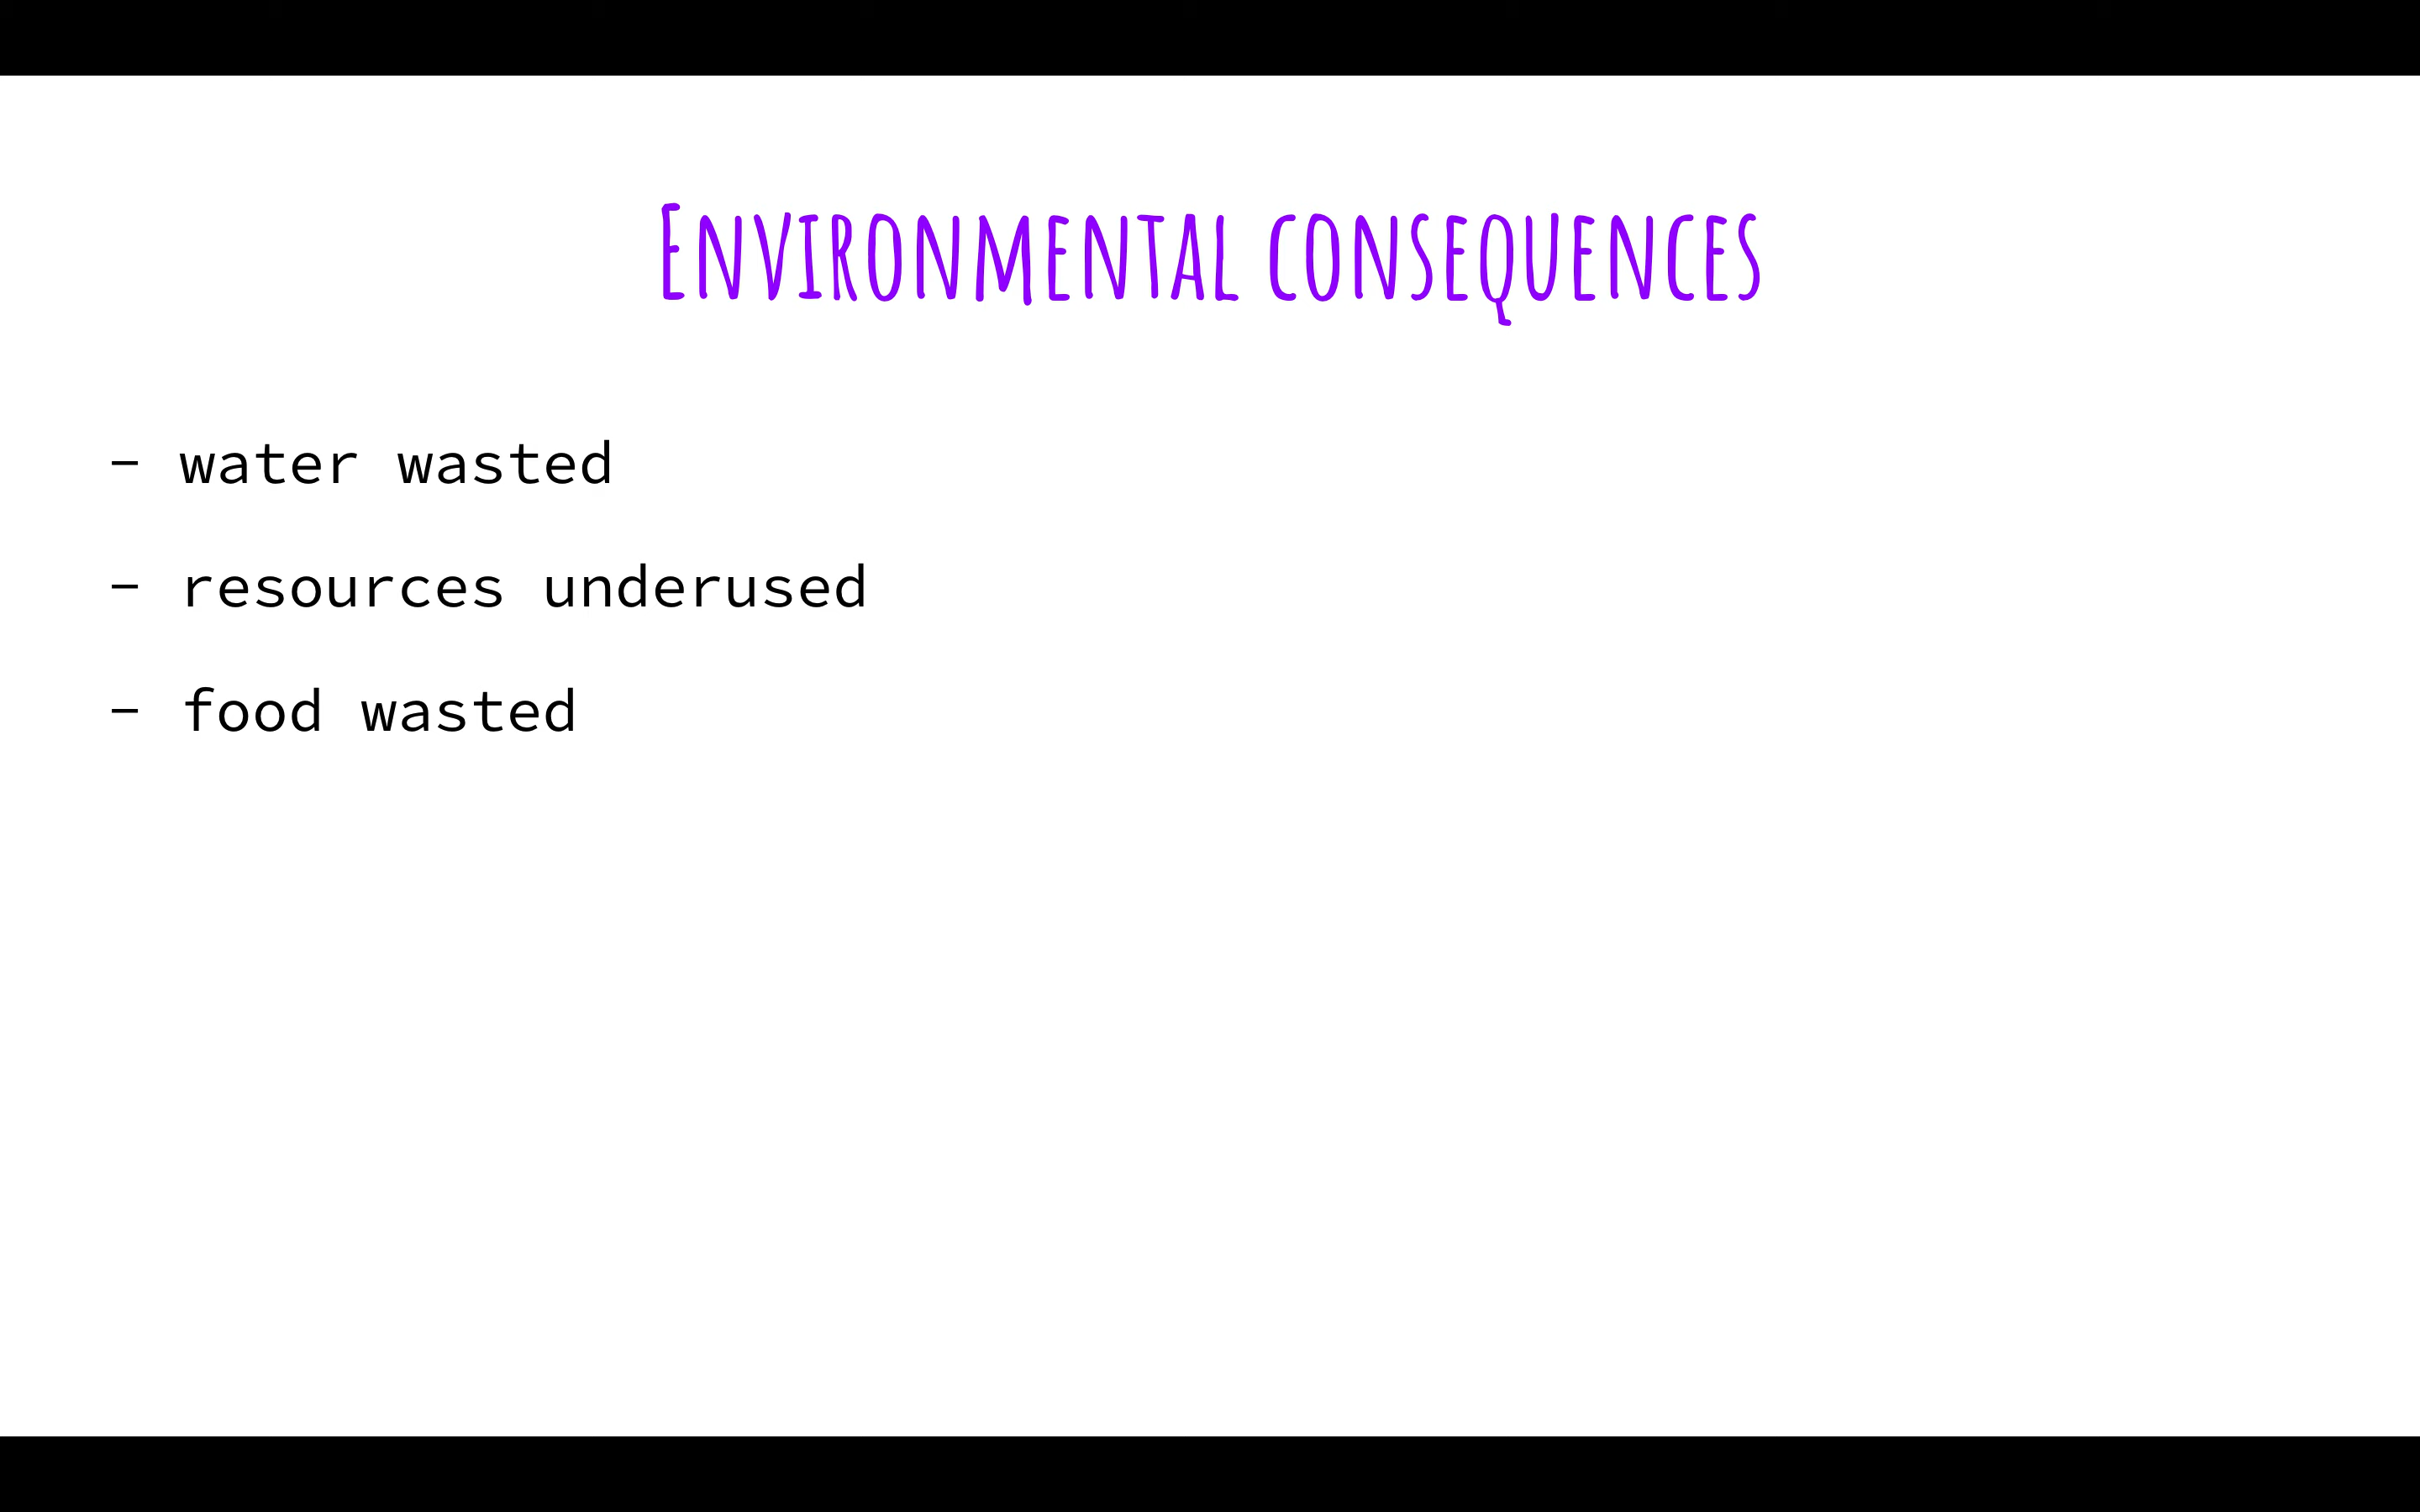 Environmental consequences
- water wasted
- resources underused
- food wasted